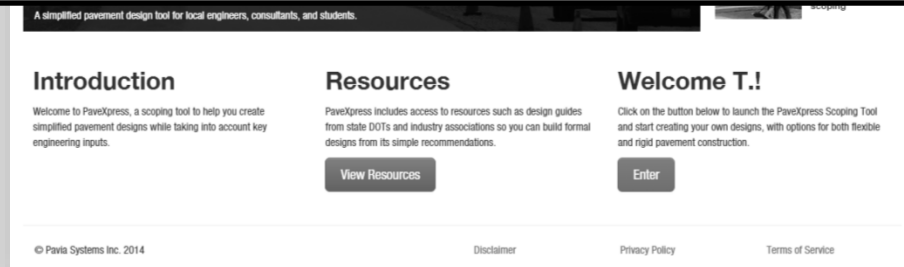 A simplified pavement design tool for local engineers, consultants, and students.
scoping
Introduction
Welcome to PaveXpress, a scoping tool to help you create
simplified pavement designs while taking into account key
engineering inputs.
Resources
PaveXpress includes access to resources such as design guides
from state DOTs and industry associations so you can build formal
designs from its simple recommendations.
View Resources
Welcome T.!
Click on the button below to launch the PaveXpress Scoping Tool
and start creating your own designs, with options for both flexible
and rigid pavement construction.
Enter
© Pavia Systems Inc. 2014
Disclaimer
Privacy Policy
Terms of Service